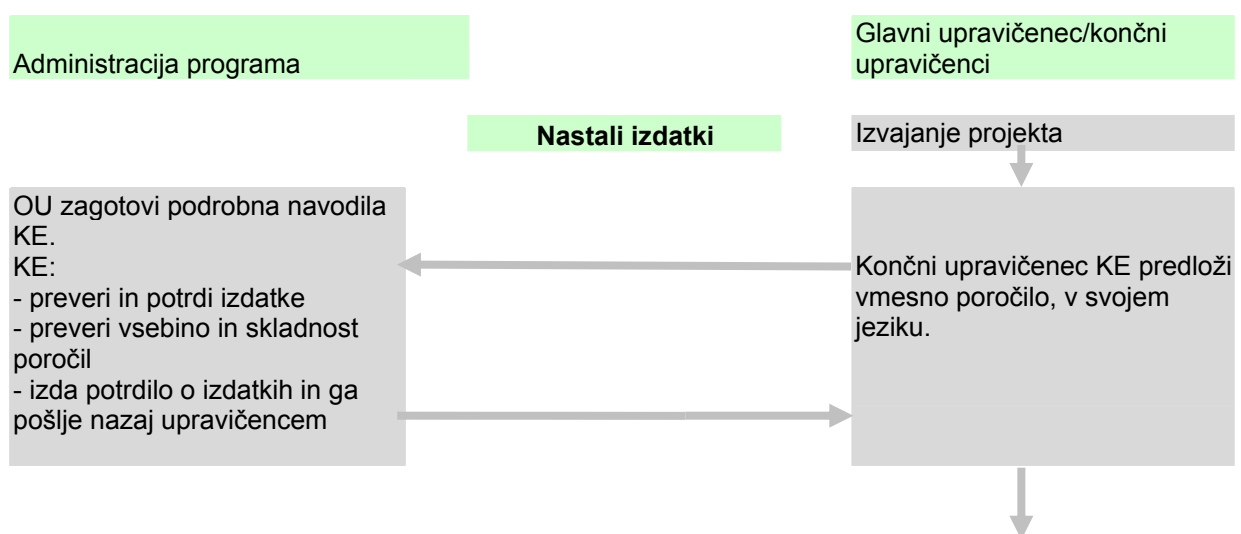 Administracija programa
Glavni upravičenec/končni
upravičenci
Nastali izdatki
Izvajanje projekta
OU zagotovi podrobna navodila
KE.
KE:
- preveri in potrdi izdatke
- preveri vsebino in skladnost
poročil
- izda potrdilo o izdatkih in ga
pošlje nazaj upravičencem
Končni upravičenec KE predloži
vmesno poročilo, v svojem
jeziku.